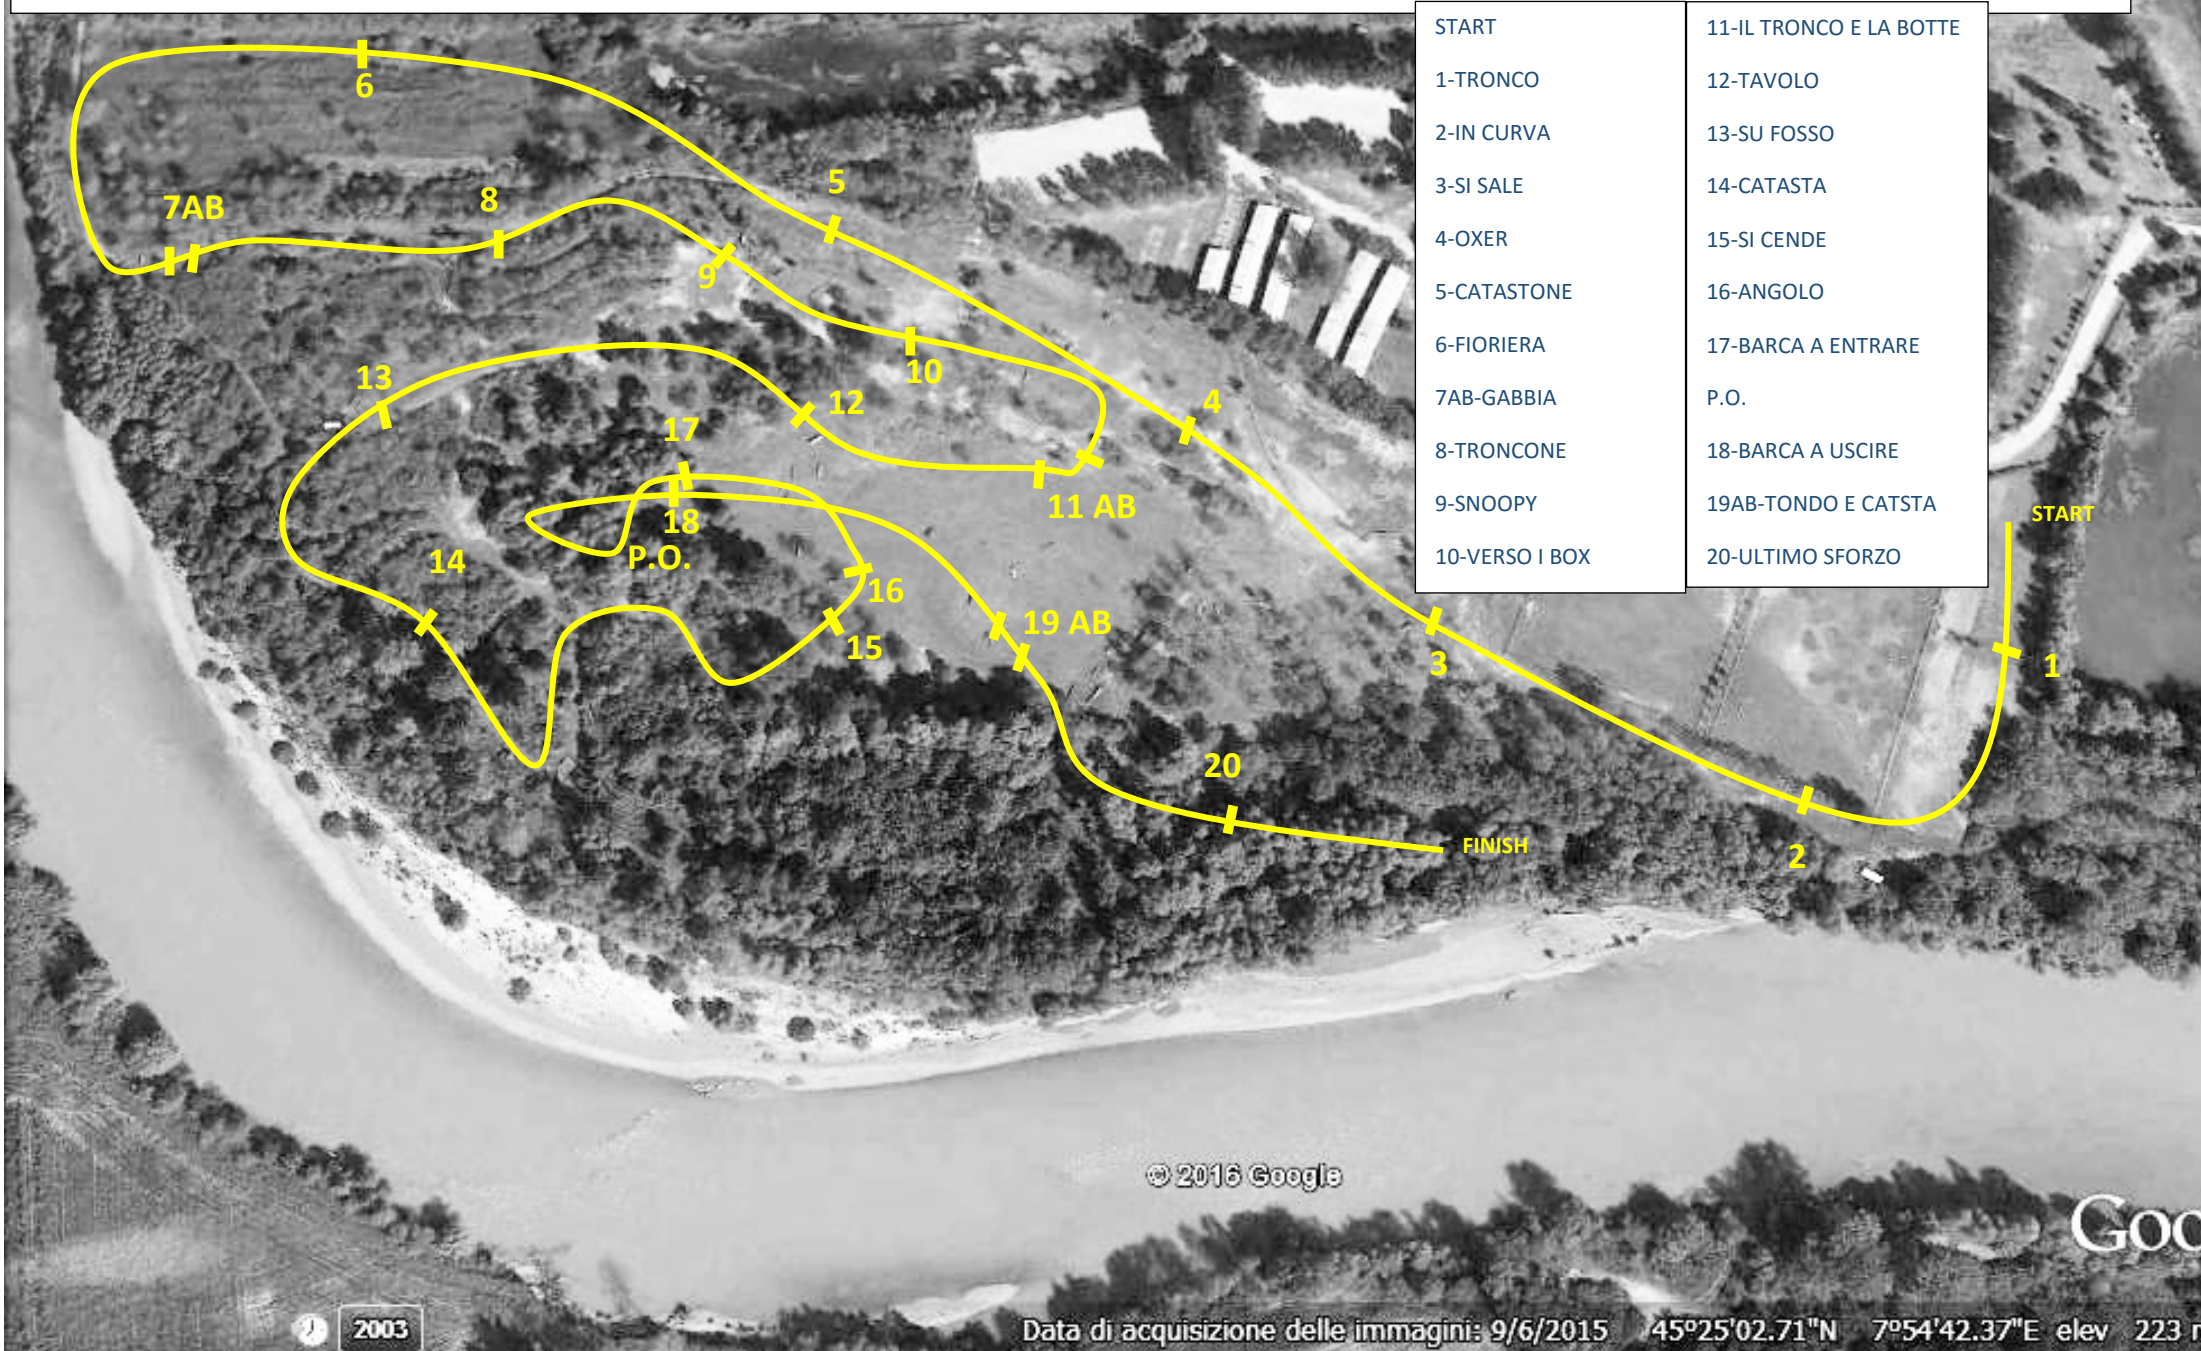 START
1-TRONCO
2-IN CURVA
3-SI SALE
4-OXER
5-CATASTONE
6-FIORIERA
7AB-GABBIA
8-TRONCONE
9-SNOOPY
10-VERSO I BOX
11-IL TRONCO E LA BOTTE
12-TAVOLO
13-SU FOSSO
14-CATASTA
15-SI CENDE
16-ANGOLO
17-BARCA A ENTRARE
P.O.
18-BARCA A USCIRE
19AB-TONDO E CATSTA
20-ULTIMO SFORZO
6
5
7AB
8
9
10
4
13
12
17
11 AB
18
START
P.O.
14
16
19 AB
15
3
1
20
FINISH
2
© 2016 Google
Goo
2003
Data di acquisizione delle immagini: 9/6/2015 45°25'02.71"N 7°54'42.37"E elev 223